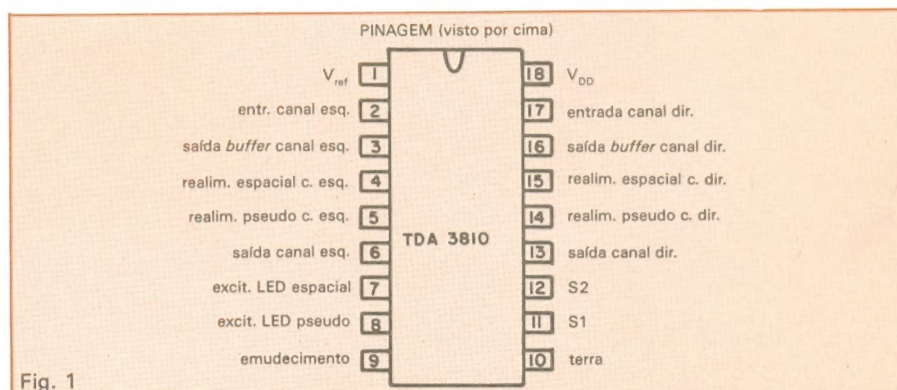 PINAGEM (visto por cima)
V_ref 1 18 V_DD
entr. canal esq. 2 17 entrada canal dir.
saída buffer canal esq. 3 16 saída buffer canal dir.
realim. espacial c. esq. 4 15 realim. espacial c. dir.
realim. pseudo c. esq. 5 14 realim. pseudo c. dir.
TDA 3810
saída canal esq. 6 13 saída canal dir.
excit. LED espacial 7 12 S2
excit. LED pseudo 8 11 S1
emudecimento 9 10 terra
Fig. 1